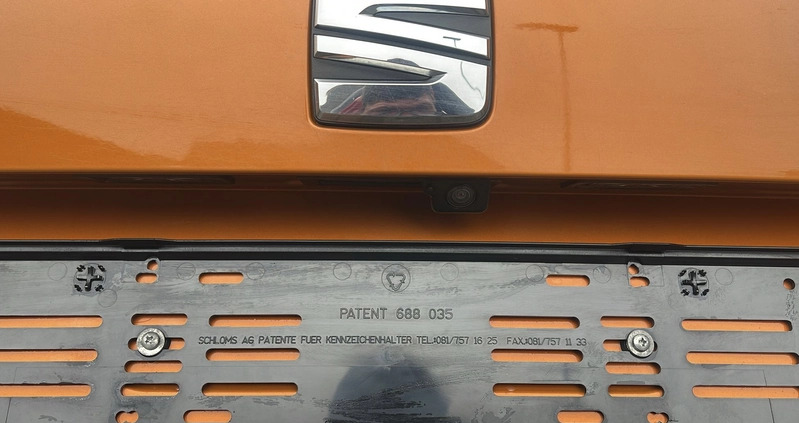 PATENT 688 035
SCHLOMS AG PATENTE FUER KENNZEICHENHALTER TEL.:081/757 16 25 FAX.:081/757 11 33